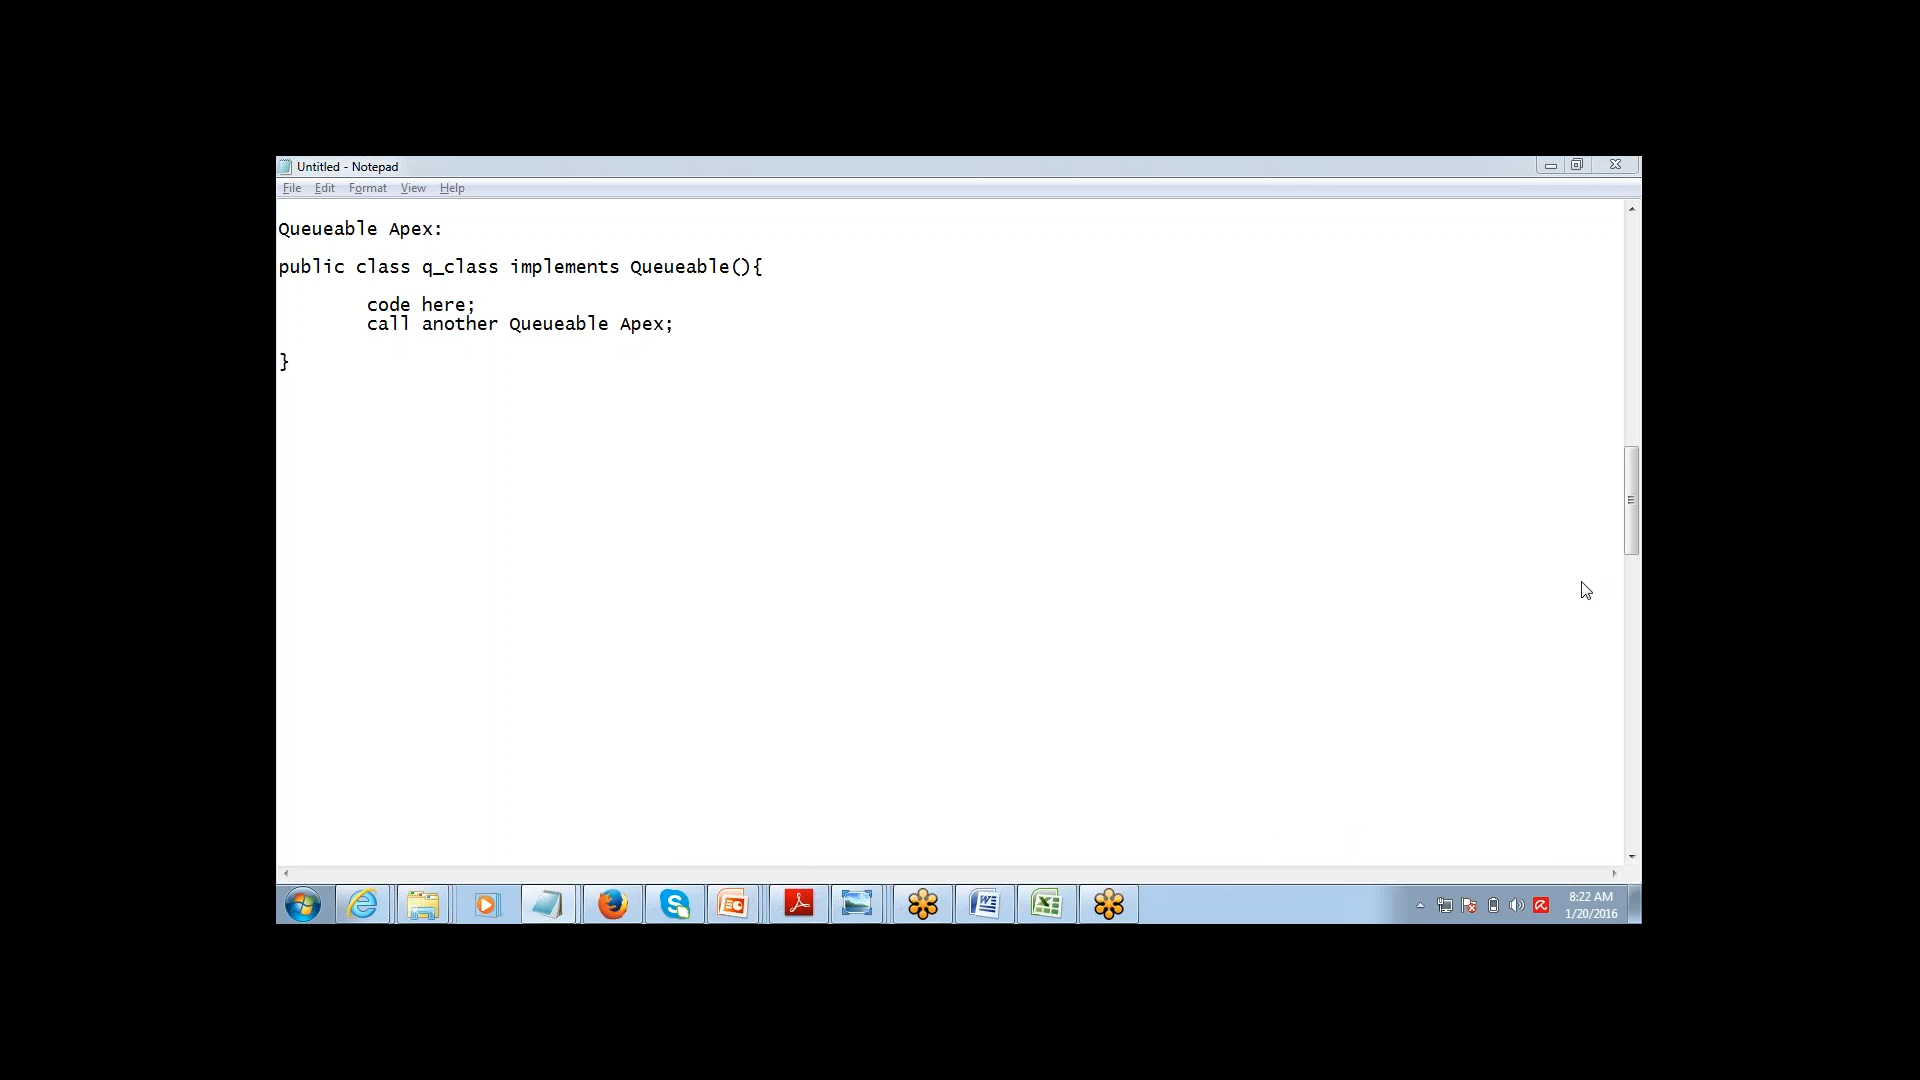 Untitled - Notepad
File Edit Format View Help
Queueable Apex:
public class q_class implements Queueable(){
code here;
call another Queueable Apex;
}
8:22 AM
1/20/2016